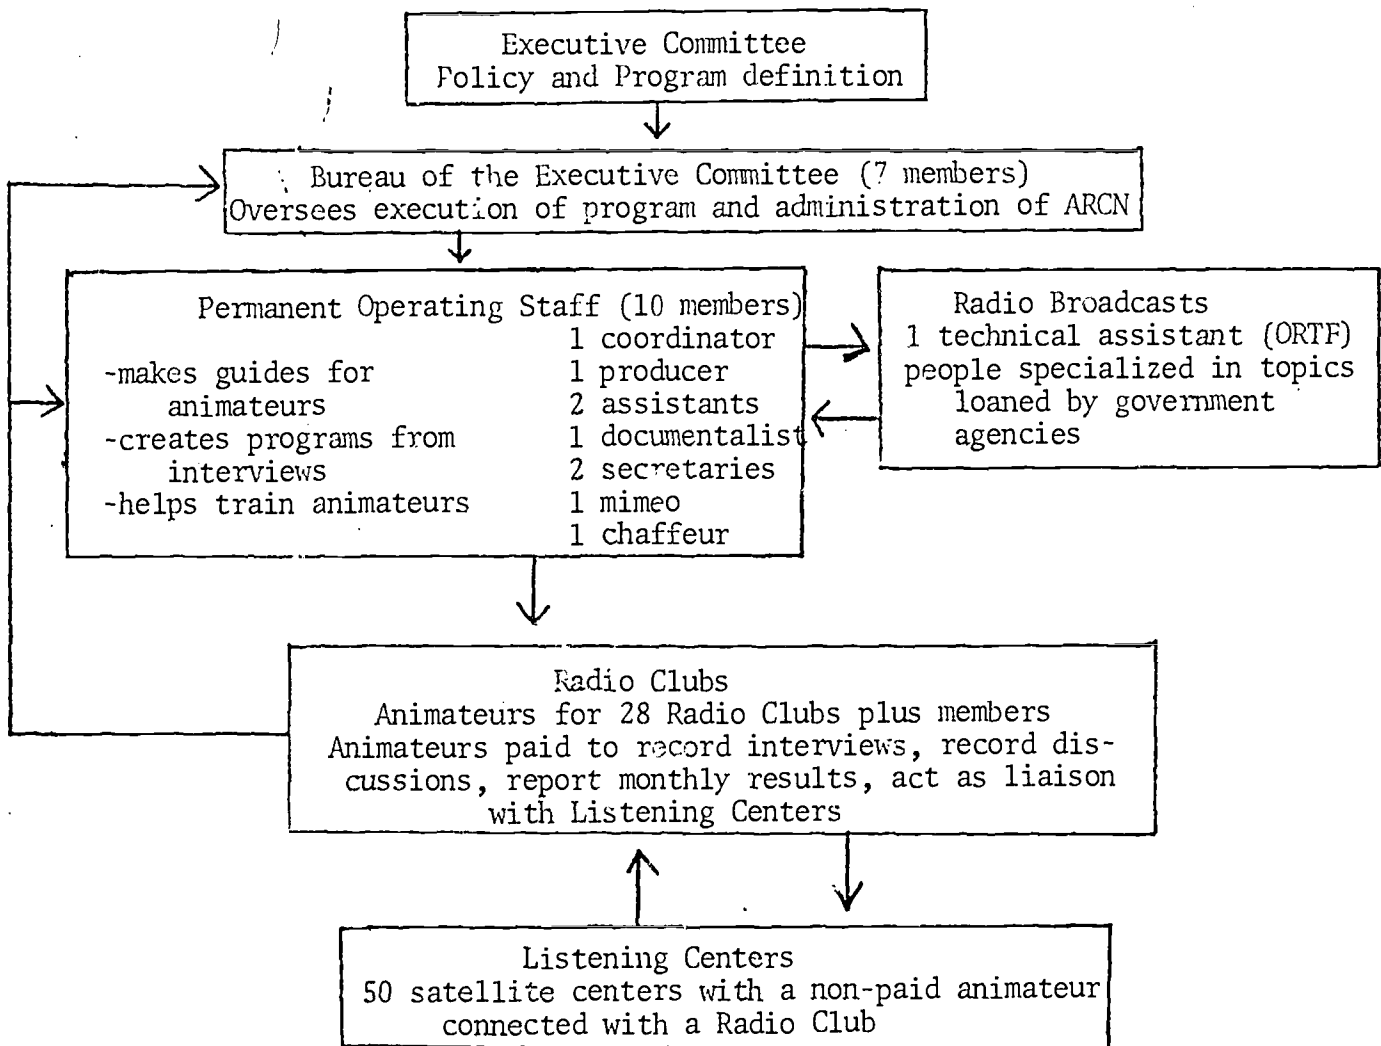 Executive Committee
Policy and Program definition
Bureau of the Executive Committee (7 members)
Oversees execution of program and administration of ARCN
Permanent Operating Staff (10 members)
-makes guides for
animateurs
-creates programs from
interviews
-helps train animateurs
1 coordinator
1 producer
2 assistants
1 documentalist
2 secretaries
1 mimeo
1 chaffeur
Radio Broadcasts
1 technical assistant (ORTF)
people specialized in topics
loaned by government
agencies
Radio Clubs
Animateurs for 28 Radio Clubs plus members
Animateurs paid to record interviews, record dis-
cussions, report monthly results, act as liaison
with Listening Centers
Listening Centers
50 satellite centers with a non-paid animateur
connected with a Radio Club